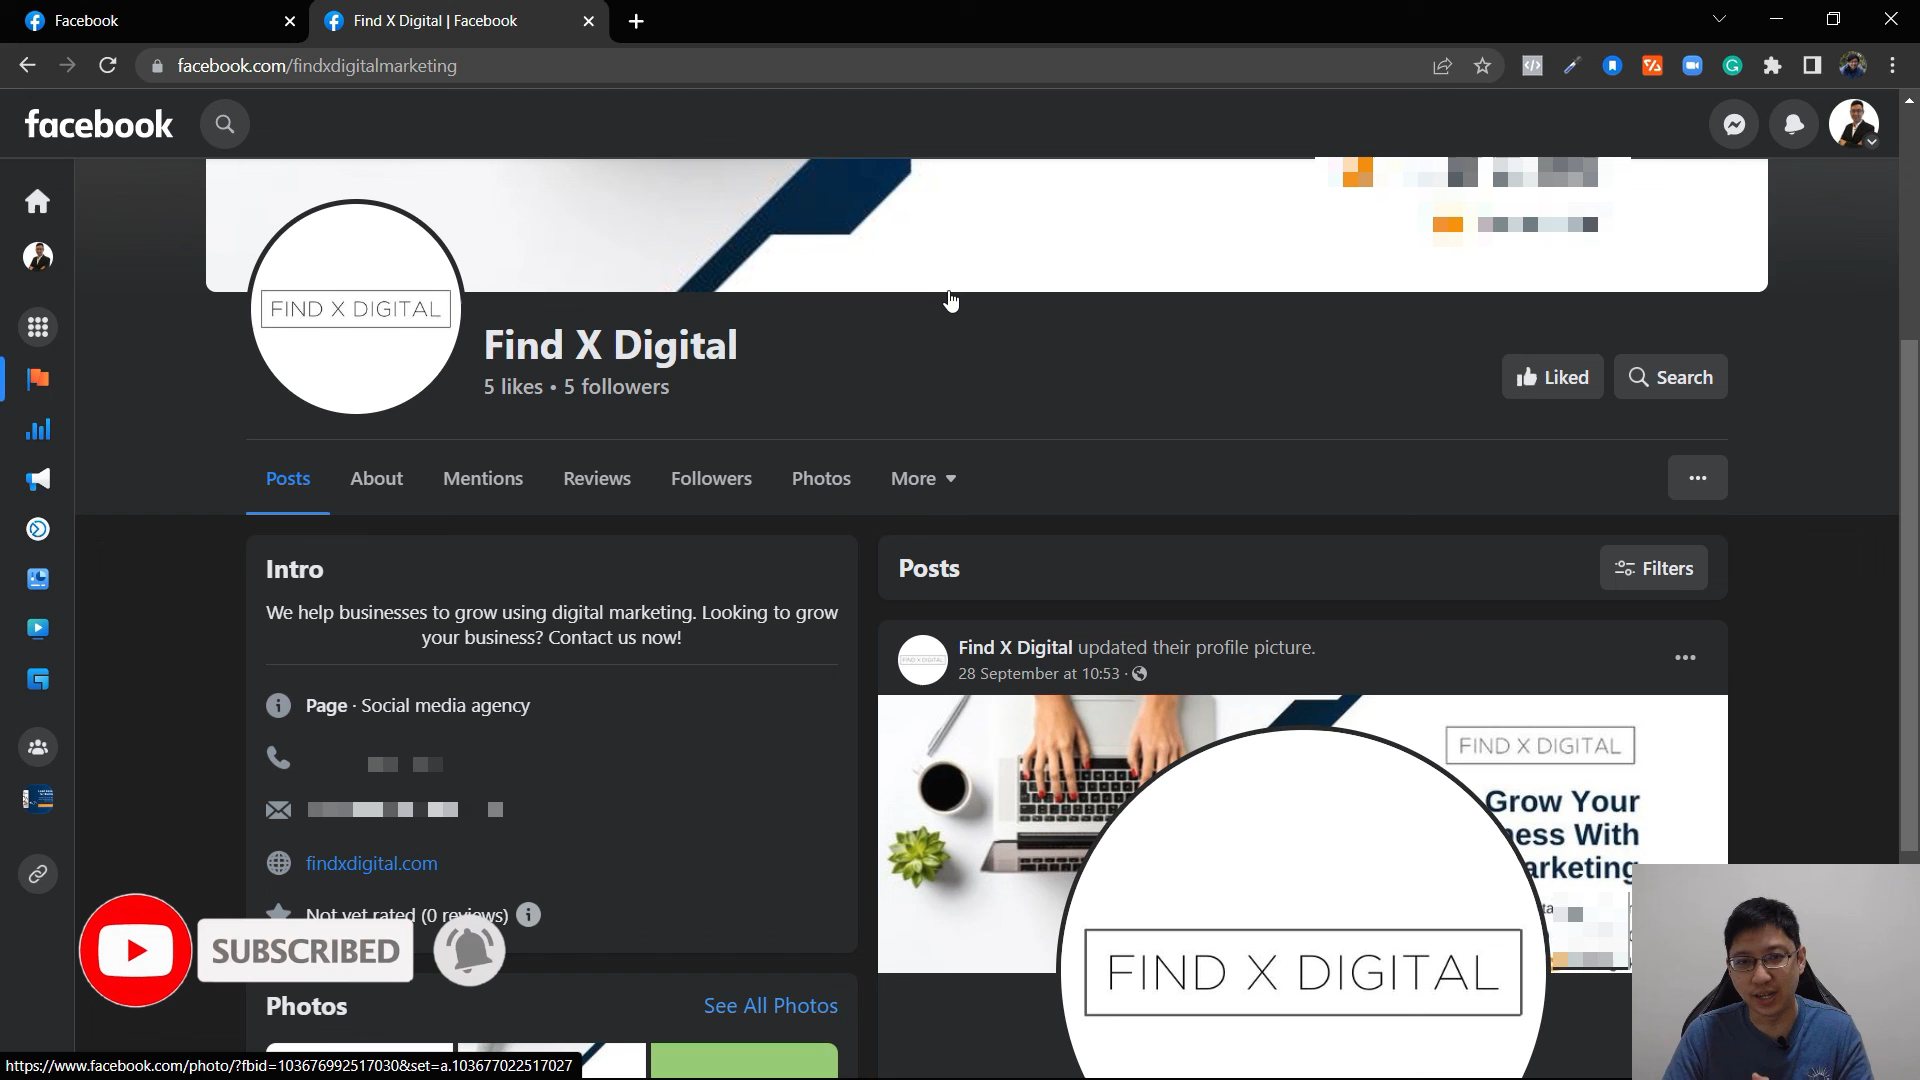 Facebook
Find X Digital | Facebook
facebook.com/findxdigitalmarketing
facebook
FIND X DIGITAL
Find X Digital
5 likes • 5 followers
Liked
Search
Posts
About
Mentions
Reviews
Followers
Photos
More
Intro
We help businesses to grow using digital marketing. Looking to grow
your business? Contact us now!
Page · Social media agency
findxdigital.com
Not yet rated (0 reviews)
SUBSCRIBED
Photos
See All Photos
Posts
Filters
FIND X DIGITAL
Find X Digital updated their profile picture.
28 September at 10:53 ·
FIND X DIGITAL
Grow Your
ness With
arketing
FIND X DIGITAL
https://www.facebook.com/photo/?fbid=103676992517030&set=a.103677022517027